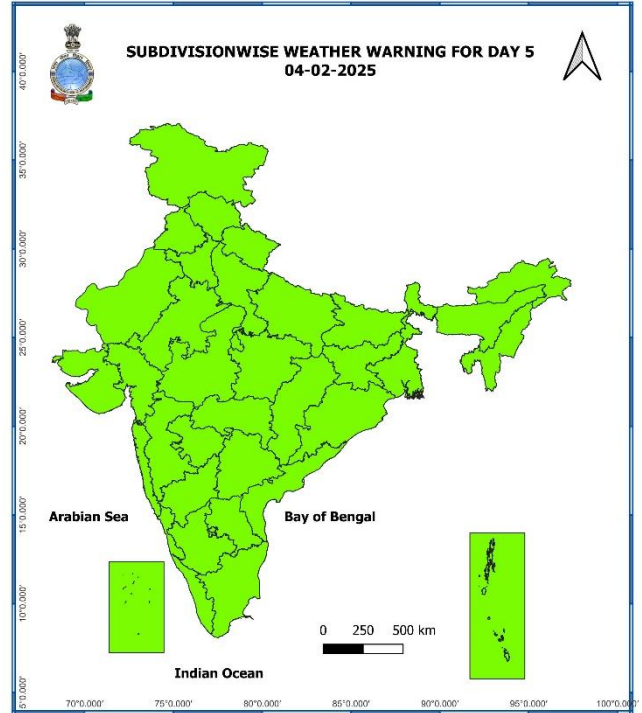 SUBDIVISIONWISE WEATHER WARNING FOR DAY 5
04-02-2025
40°0.000'
35°0.000'
30°0.000'
25°0.000'
20°0.000'
15°0.000'
10°0.000'
5°0.000'
Arabian Sea
Bay of Bengal
0 250 500 km
Indian Ocean
70°0.000' 75°0.000' 80°0.000' 85°0.000' 90°0.000' 95°0.000' 100°0.000'